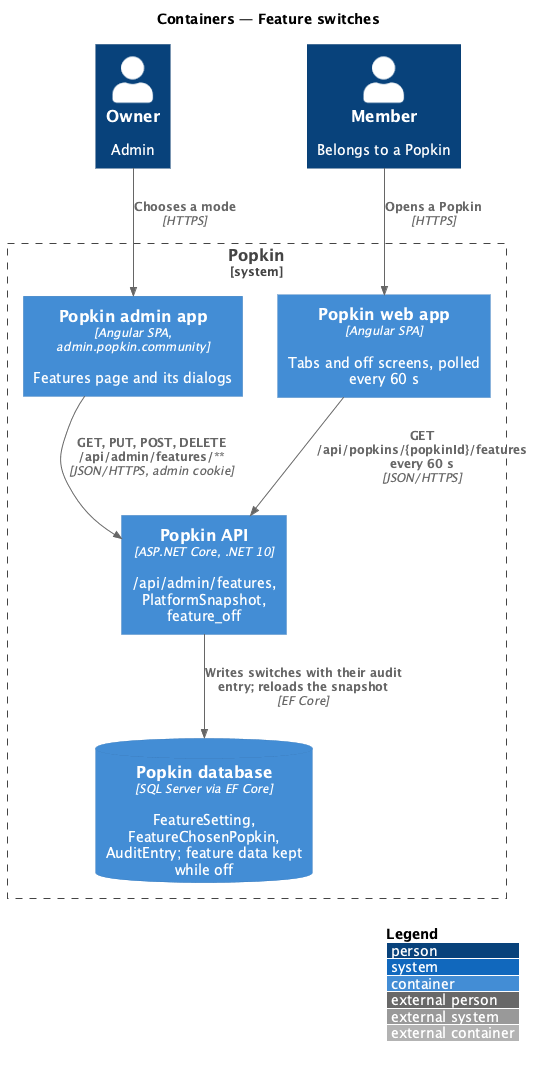 Containers — Feature switches
Owner
Admin
Member
Belongs to a Popkin
Chooses a mode
[HTTPS]
Opens a Popkin
[HTTPS]
Popkin
[system]
Popkin admin app
[Angular SPA,
admin.popkin.community]
Features page and its dialogs
Popkin web app
[Angular SPA]
Tabs and off screens, polled
every 60 s
GET, PUT, POST, DELETE
/api/admin/features/**
[JSON/HTTPS, admin cookie]
GET
/api/popkins/{popkinId}/features
every 60 s
[JSON/HTTPS]
Popkin API
[ASP.NET Core, .NET 10]
/api/admin/features,
PlatformSnapshot,
feature_off
Writes switches with their audit
entry; reloads the snapshot
[EF Core]
Popkin database
[SQL Server via EF Core]
FeatureSetting,
FeatureChosenPopkin,
AuditEntry; feature data kept
while off
Legend
person
system
container
external person
external system
external container